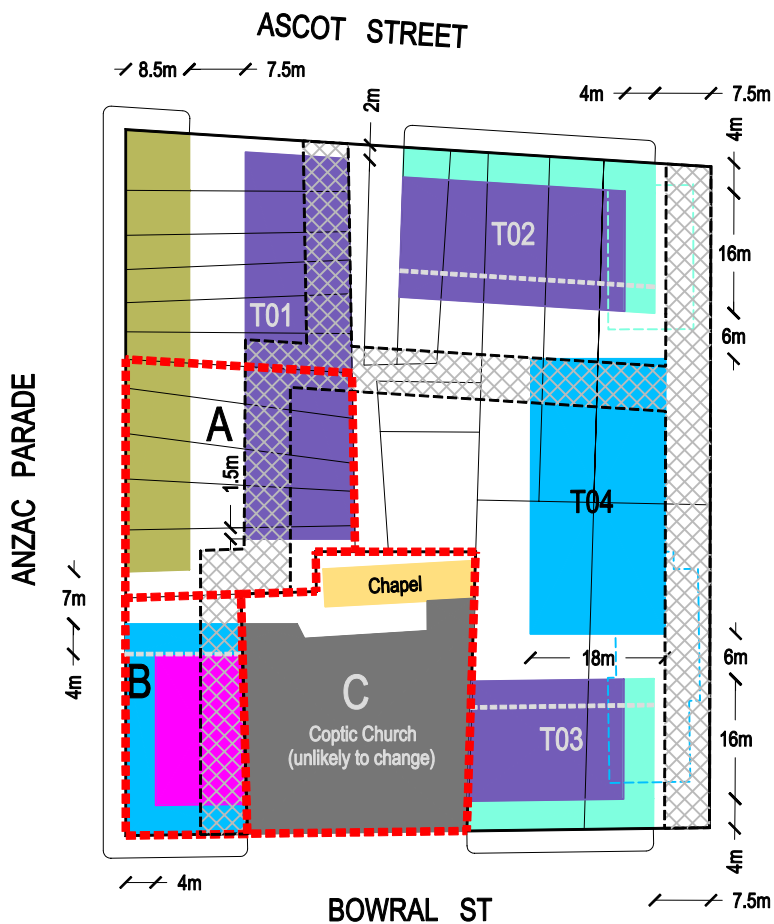 ASCOT STREET
8.5m
7.5m
2m
4m
7.5m
4m
T02
16m
T01
6m
ANZAC PARADE
A
1.5m
T04
Chapel
7m
4m
B
18m
6m
C
Coptic Church
(unlikely to change)
T03
16m
4m
4m
7.5m
BOWRAL ST